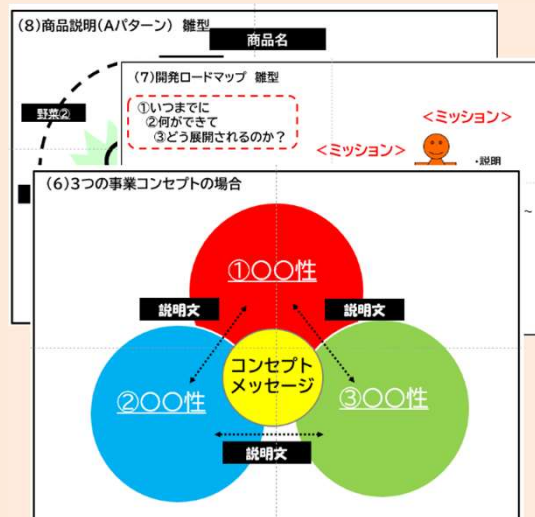 (8)商品説明(Aパターン) 雛型
商品名
野菜②
(7)開発ロードマップ 雛型
①いつまでに
②何ができて
③どう展開されるのか？
<ミッション>
<ミッション>
・説明
～
(6)3つの事業コンセプトの場合
①〇〇性
説明文
説明文
コンセプト
メッセージ
②〇〇性
③〇〇性
説明文